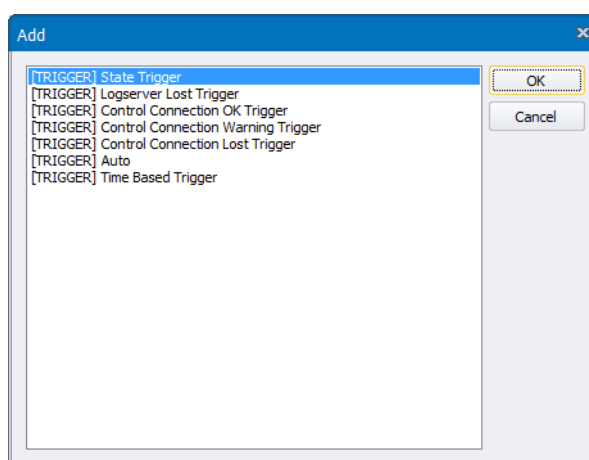 Add
[TRIGGER] State Trigger
[TRIGGER] Logserver Lost Trigger
[TRIGGER] Control Connection OK Trigger
[TRIGGER] Control Connection Warning Trigger
[TRIGGER] Control Connection Lost Trigger
[TRIGGER] Auto
[TRIGGER] Time Based Trigger
OK
Cancel